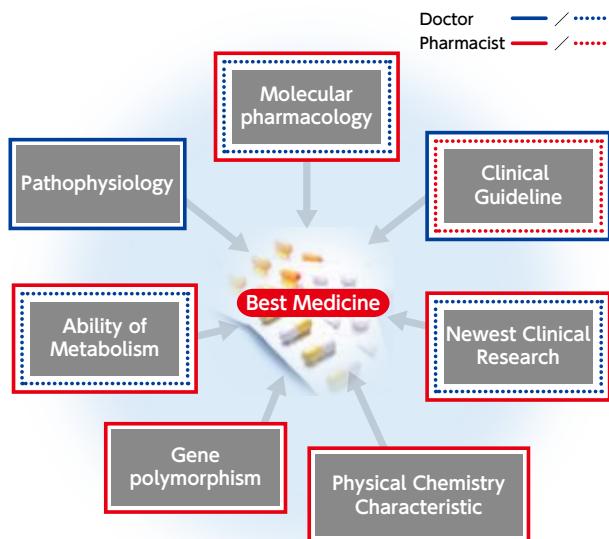 Doctor
Pharmacist
Molecular
pharmacology
Pathophysiology
Clinical
Guideline
Best Medicine
Ability of
Metabolism
Newest Clinical
Research
Gene
polymorphism
Physical Chemistry
Characteristic